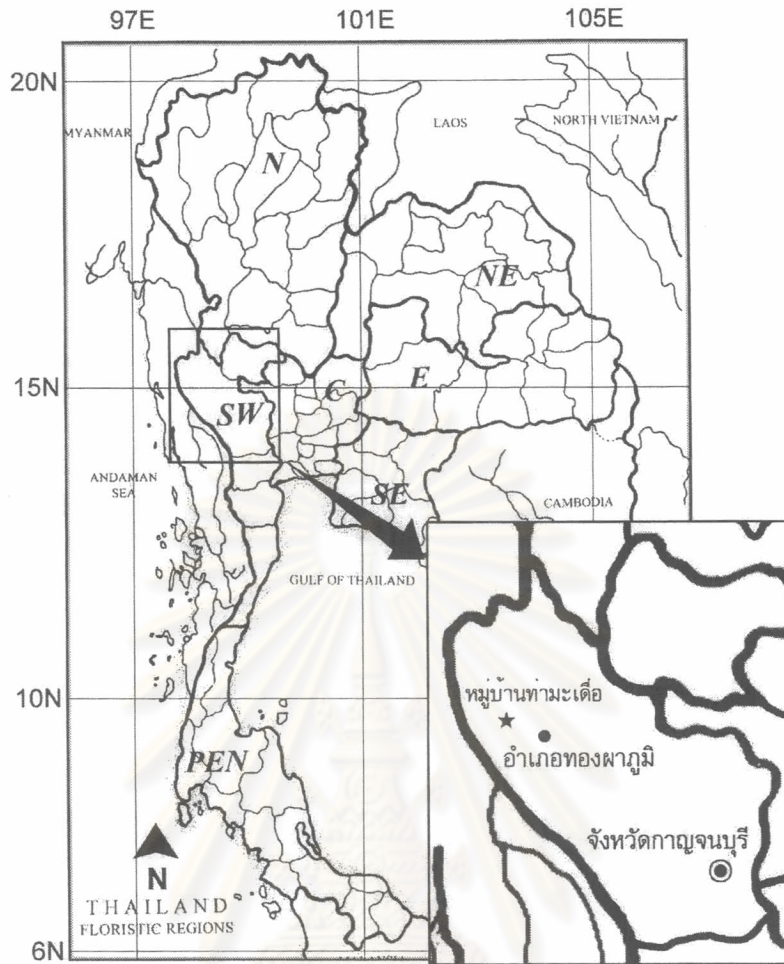 97E 101E 105E
20N
MYANMAR
LAOS
NORTH VIETNAM
N
NE
15N
SW
C
E
ANDAMAN
SEA
SE
CAMBODIA
GULF OF THAILAND
10N
หมู่บ้านท่ามะเดื่อ
อำเภอทองผาภูมิ
PEN
จังหวัดกาญจนบุรี
N
THAILAND
FLORISTIC REGIONS
6N